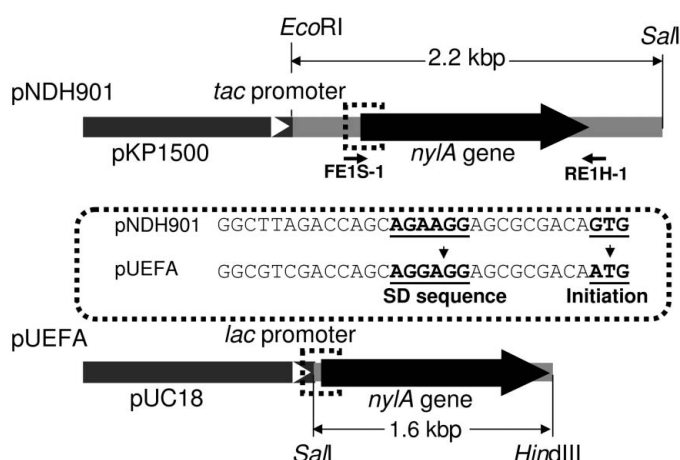 EcoRI
SalI
2.2 kbp
pNDH901
tac promoter
pKP1500
nylA gene
FE1S-1
RE1H-1
pNDH901 GGCTTAGACCAGCAGAAGGAGCGCGACAGTG
pUEFA GGCGTCGACCAGCAGGAGGAGCGCGACAATG
SD sequence Initiation
lac promoter
pUEFA
pUC18
nylA gene
1.6 kbp
SalI
HindIII